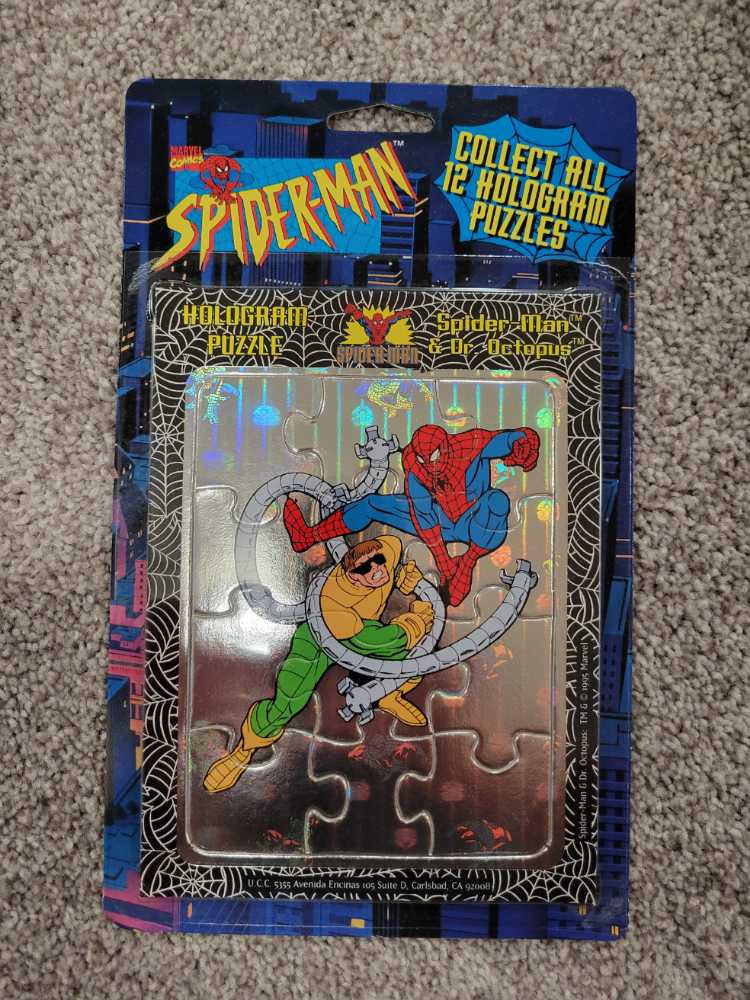 MARVEL
COMICS
SPIDER-MAN™
COLLECT ALL
12 HOLOGRAM
PUZZLES
HOLOGRAM
PUZZLE
SPIDER-MAN
Spider-Man™
& Dr. Octopus™
Spider-Man & Dr. Octopus: TM & © 1995 Marvel
U.C.C. 5355 Avenida Encinas 105 Suite D, Carlsbad, CA 92008